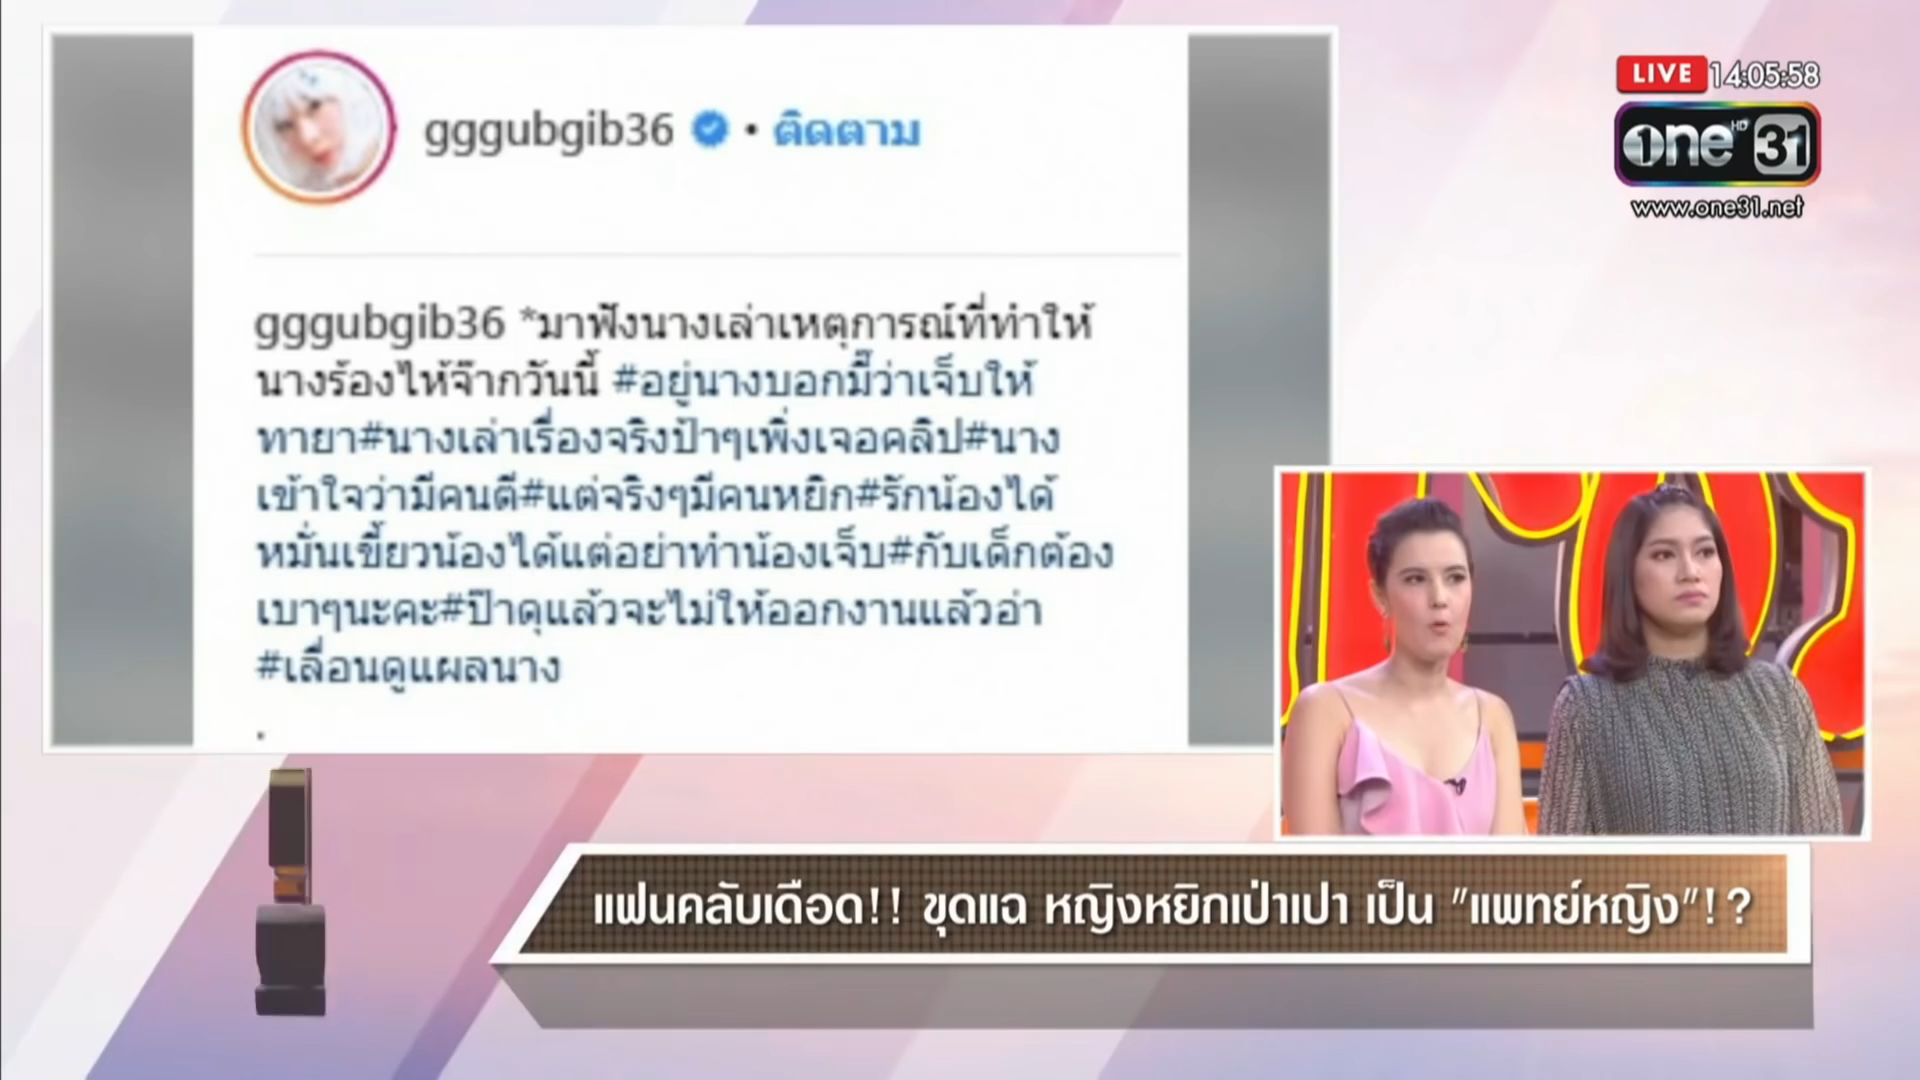 gggubgib36 • ติดตาม
gggubgib36 *มาฟังนางเล่าเหตุการณ์ที่ทำให้
นางร้องไห้จ๊ากวันนี้ #อยู่นางบอกมี๊ว่าเจ็บให้
ทายา#นางเล่าเรื่องจริงป้าๆเพิ่งเจอคลิป#นาง
เข้าใจว่ามีคนตี#แต่จริงๆมีคนหยิก#รักน้องได้
หมั่นเขี้ยวน้องได้แต่อย่าทำน้องเจ็บ#กับเด็กต้อง
เบาๆนะคะ#ป๊าดุแล้วจะไม่ให้ออกงานแล้วอ่า
#เลื่อนดูแผลนาง
.
LIVE 14:05:58
one HD 31
www.one31.net
แฟนคลับเดือด!! ขุดแฉ หญิงหยิกเป่าเปา เป็น "แพทย์หญิง"!?